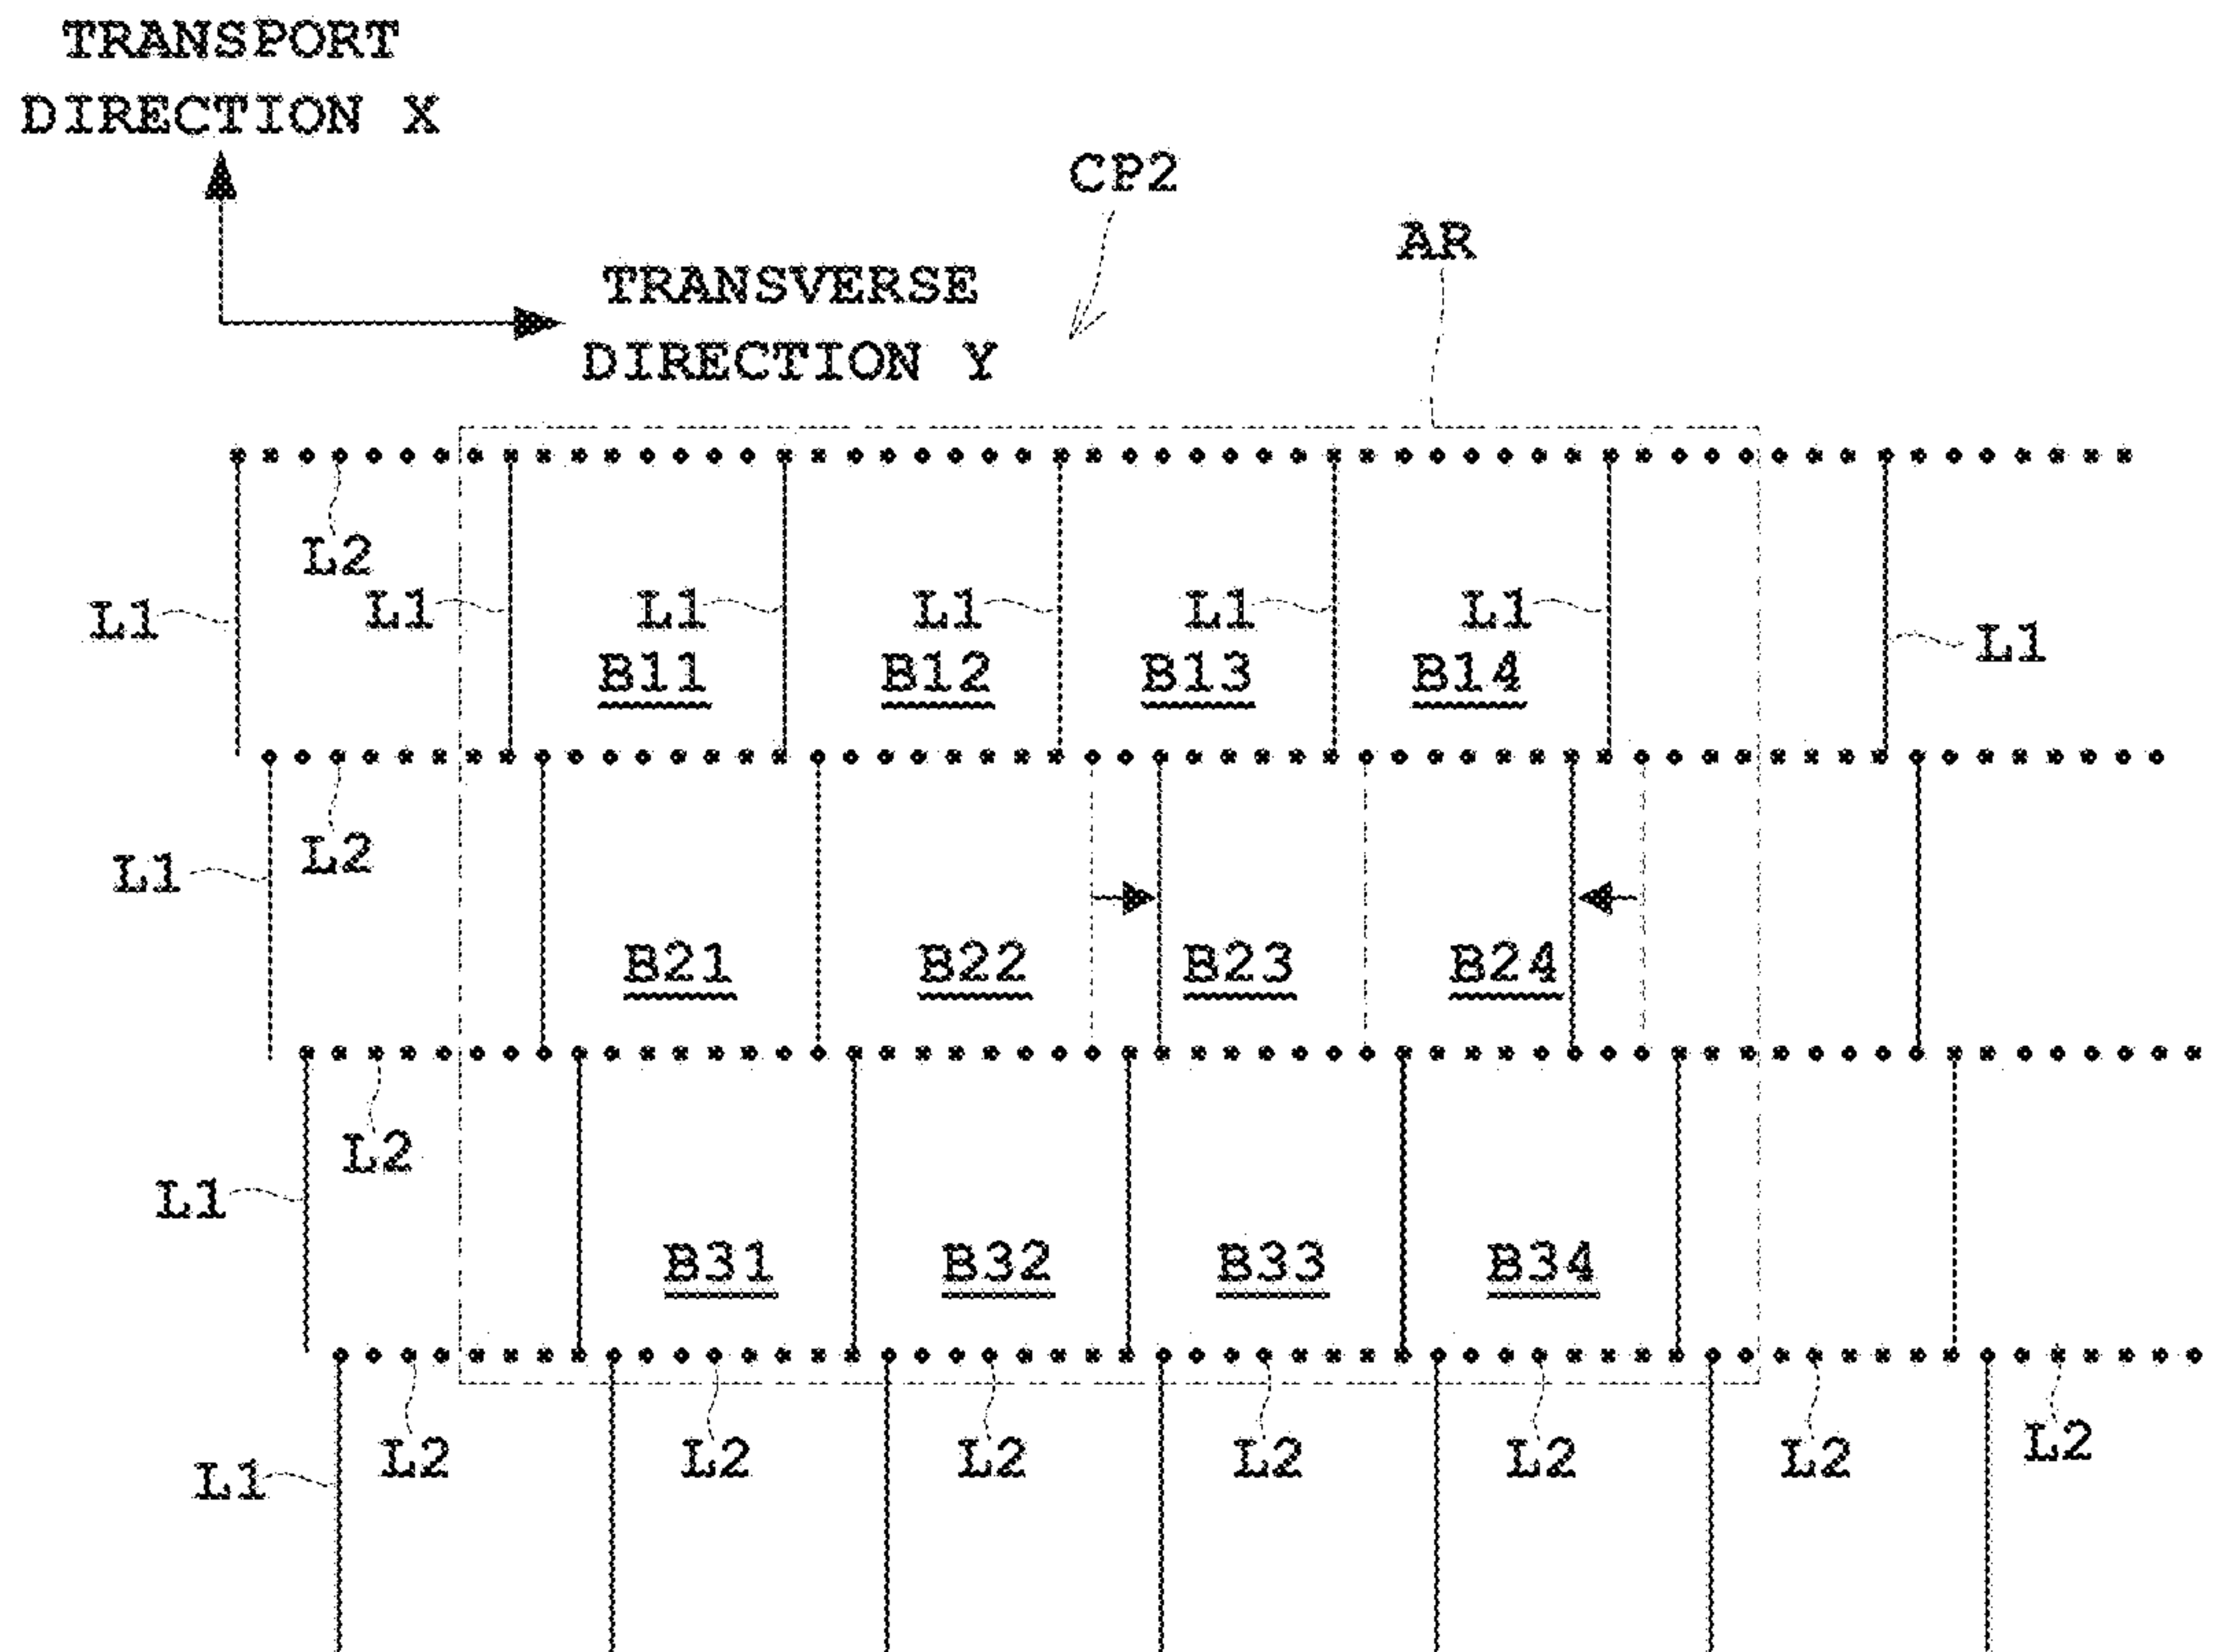 TRANSPORT
DIRECTION X
CP2
AR
TRANSVERSE
DIRECTION Y
L2
L1
L1
L1
L1
L1
L1
L1
B11
B12
B13
B14
L2
L1
B21
B22
B23
B24
L2
L1
B31
B32
B33
B34
L1
L2
L2
L2
L2
L2
L2
L2